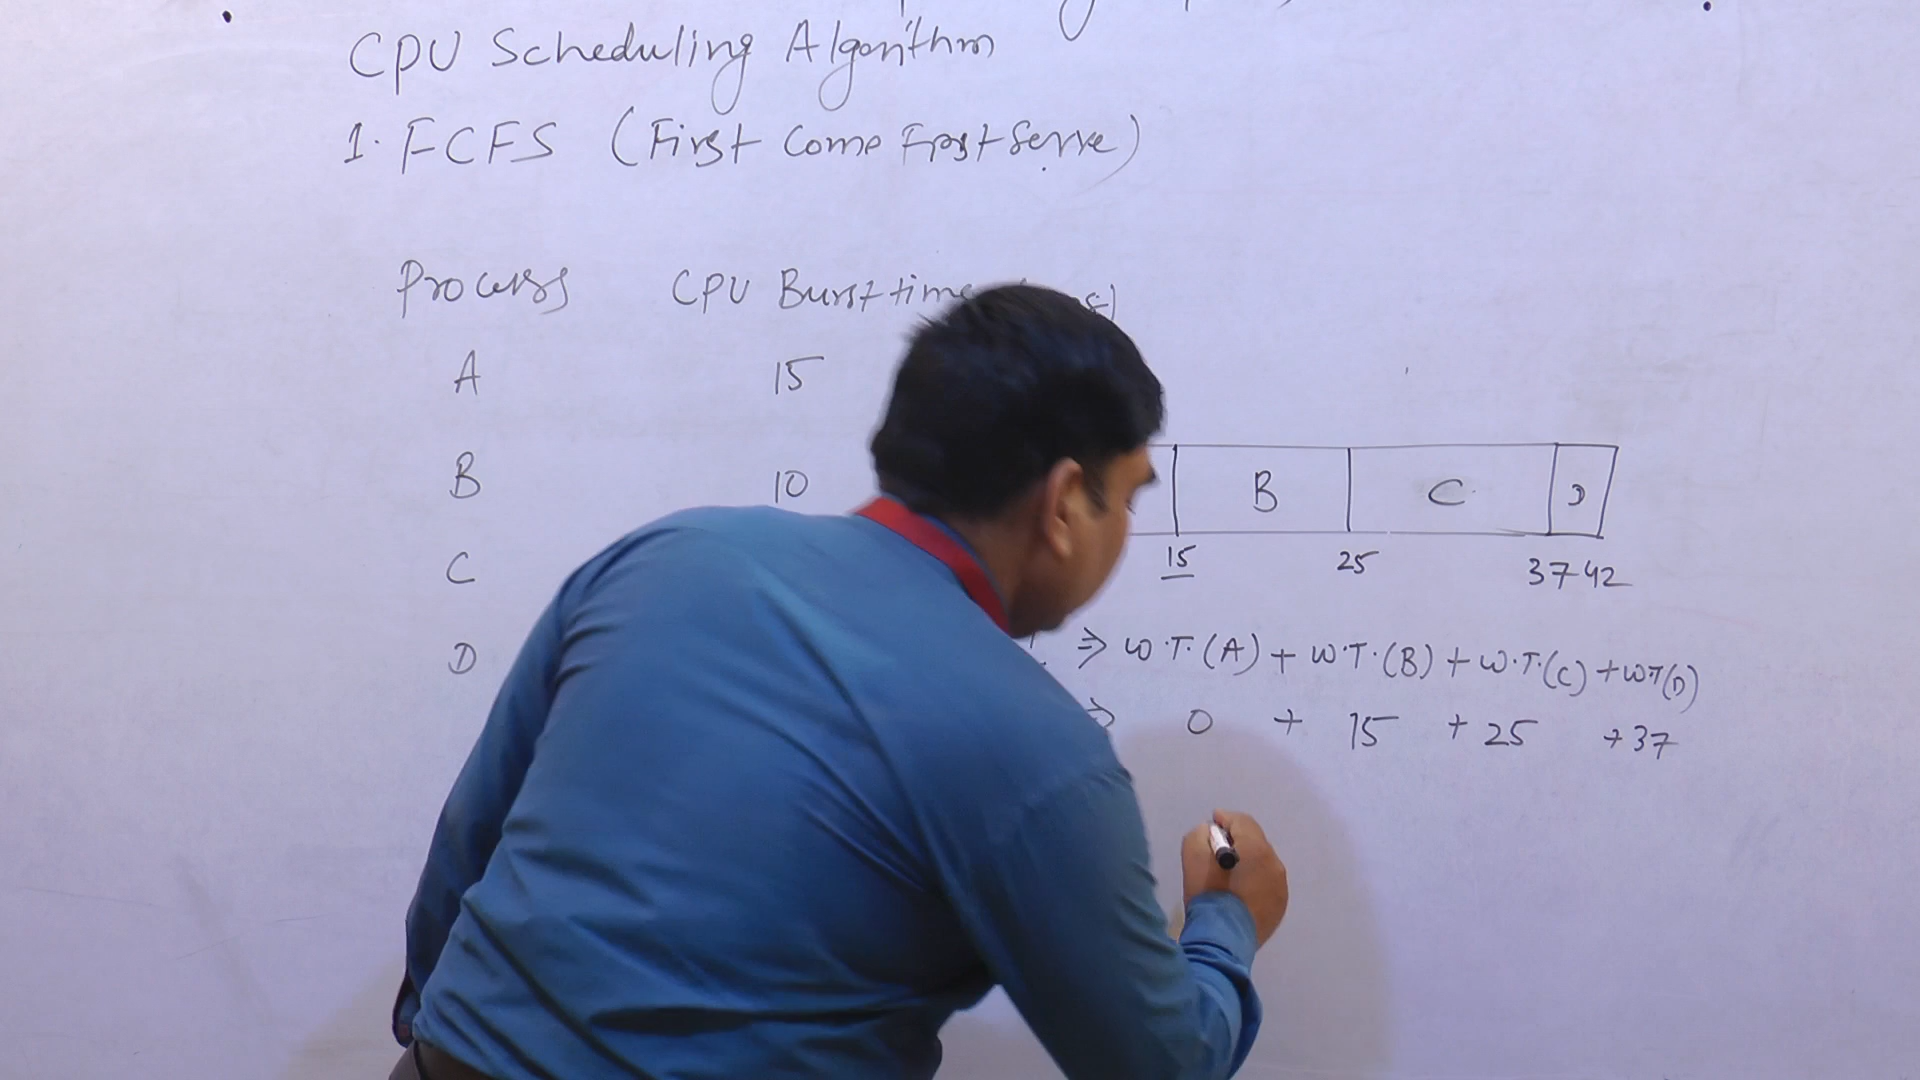 CPU Scheduling Algorithm
1. FCFS (First Come First Serve)
Process CPU Burst time
A 15
B 10
C
D
B C D
15 25 37 42
⇒ W.T.(A) + W.T.(B) + W.T.(C) + WT(D)
⇒ 0 + 15 + 25 + 37